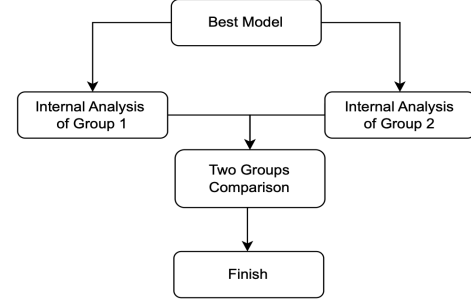 Best Model
Internal Analysis
of Group 1
Internal Analysis
of Group 2
Two Groups
Comparison
Finish